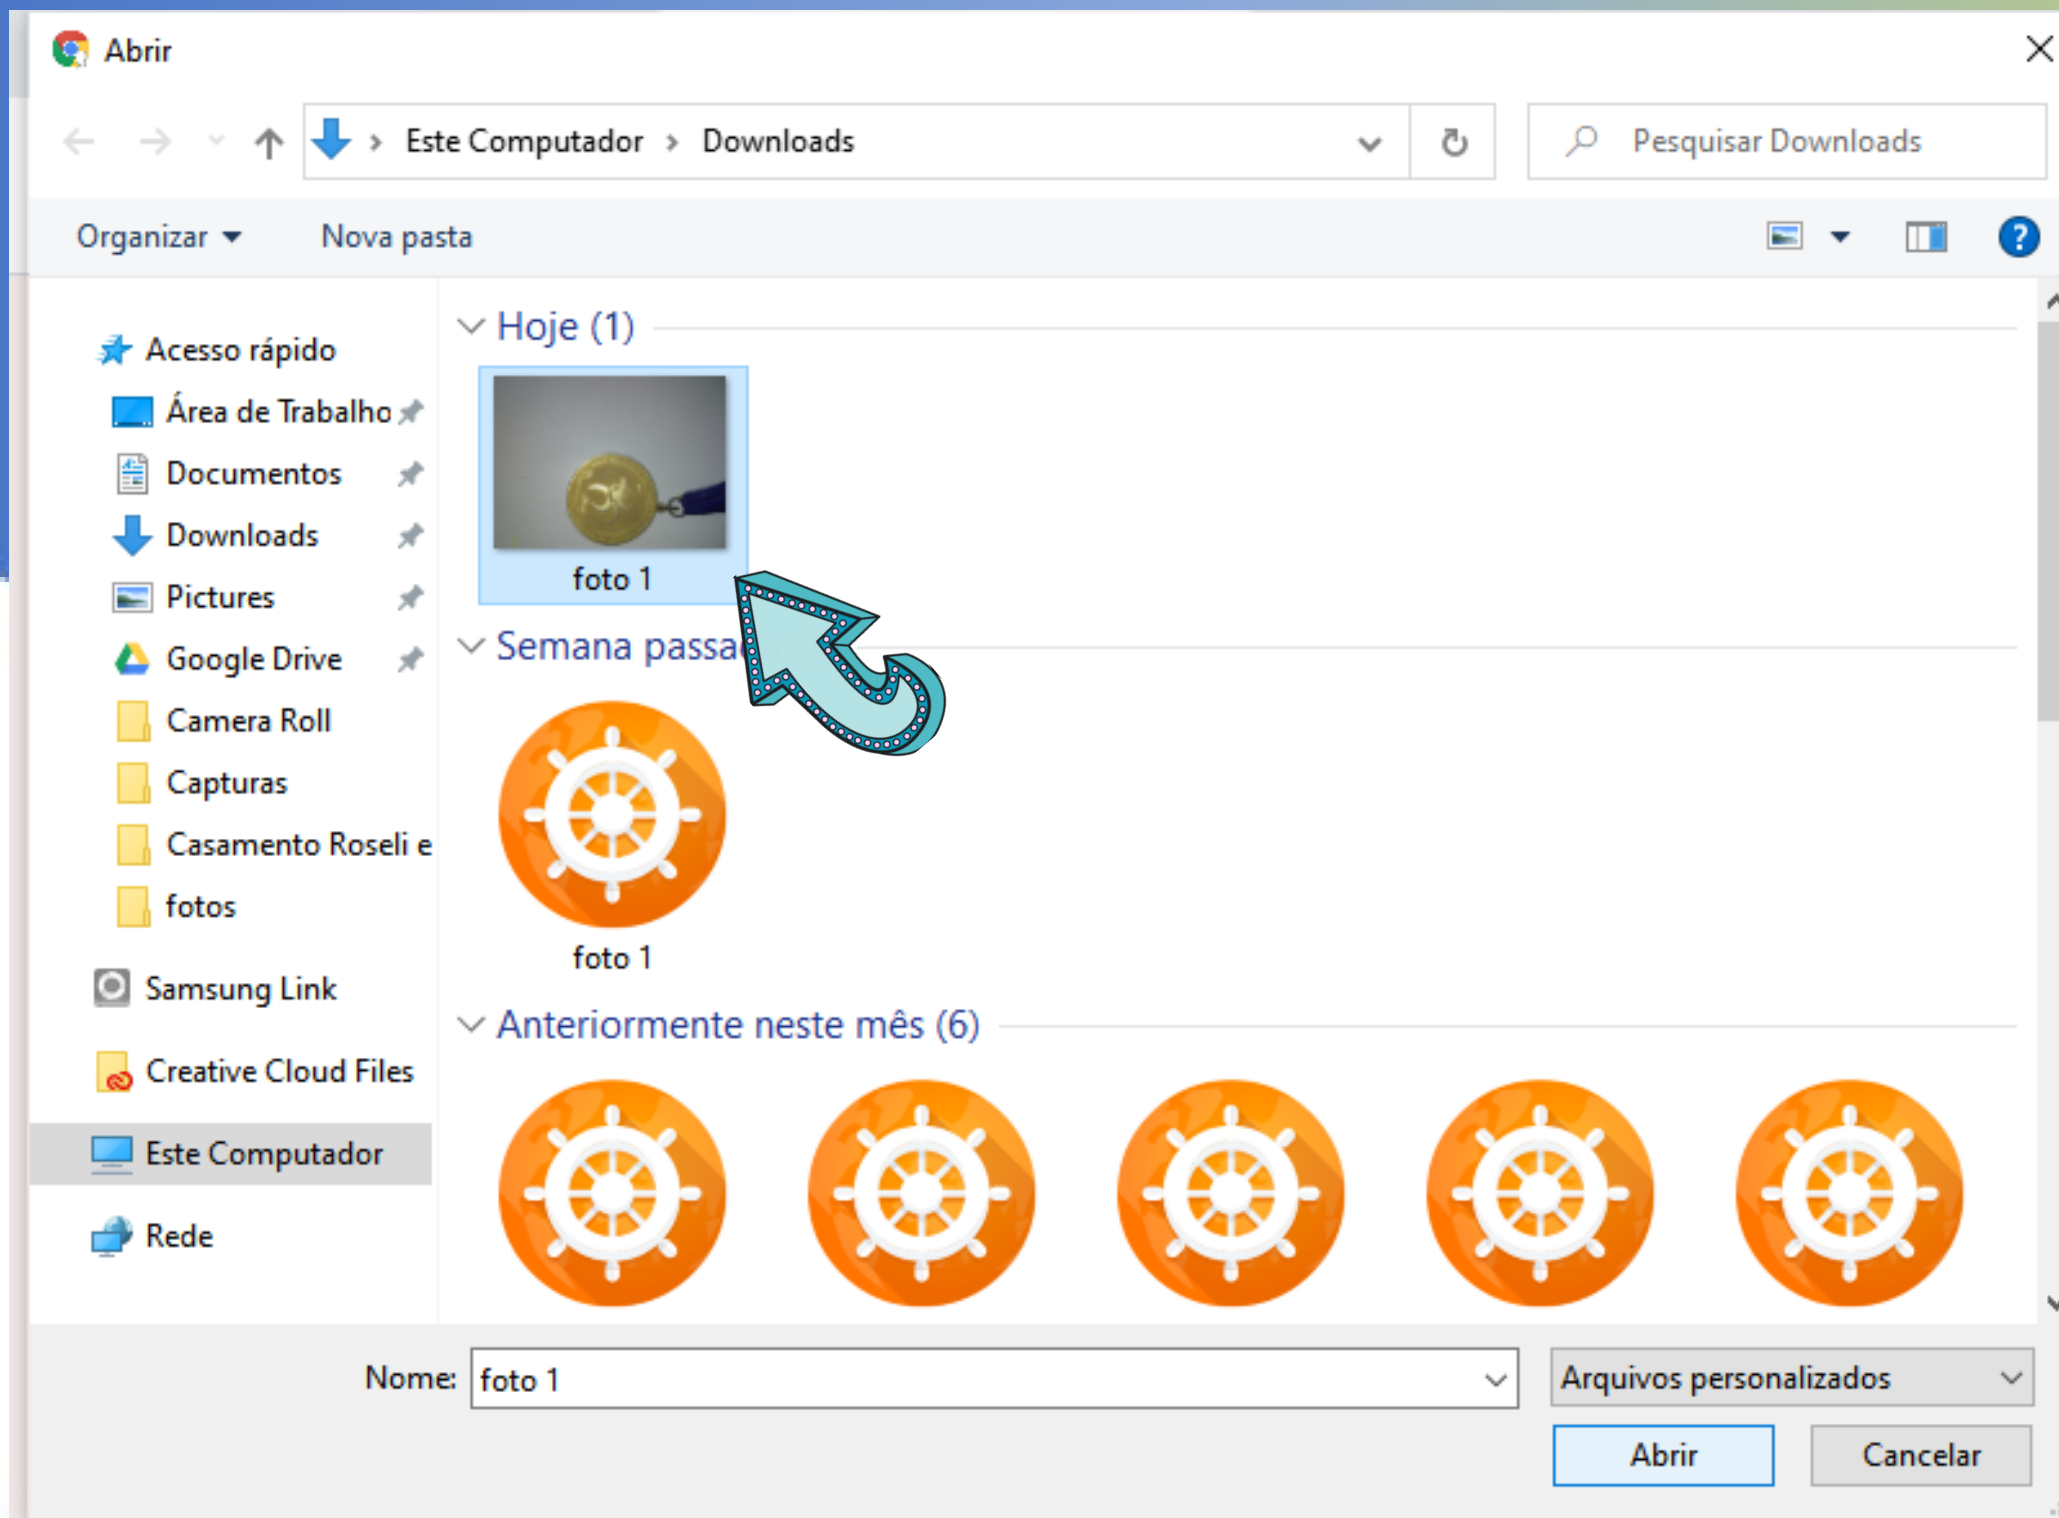 Abrir
Este Computador > Downloads
Pesquisar Downloads
Organizar
Nova pasta
Acesso rápido
Área de Trabalho
Documentos
Downloads
Pictures
Google Drive
Camera Roll
Capturas
Casamento Roseli e
fotos
Samsung Link
Creative Cloud Files
Este Computador
Rede
Hoje (1)
foto 1
Semana
foto 1
Anteriormente neste mês (6)
Nome: foto 1
Arquivos personalizados
Abrir
Cancelar